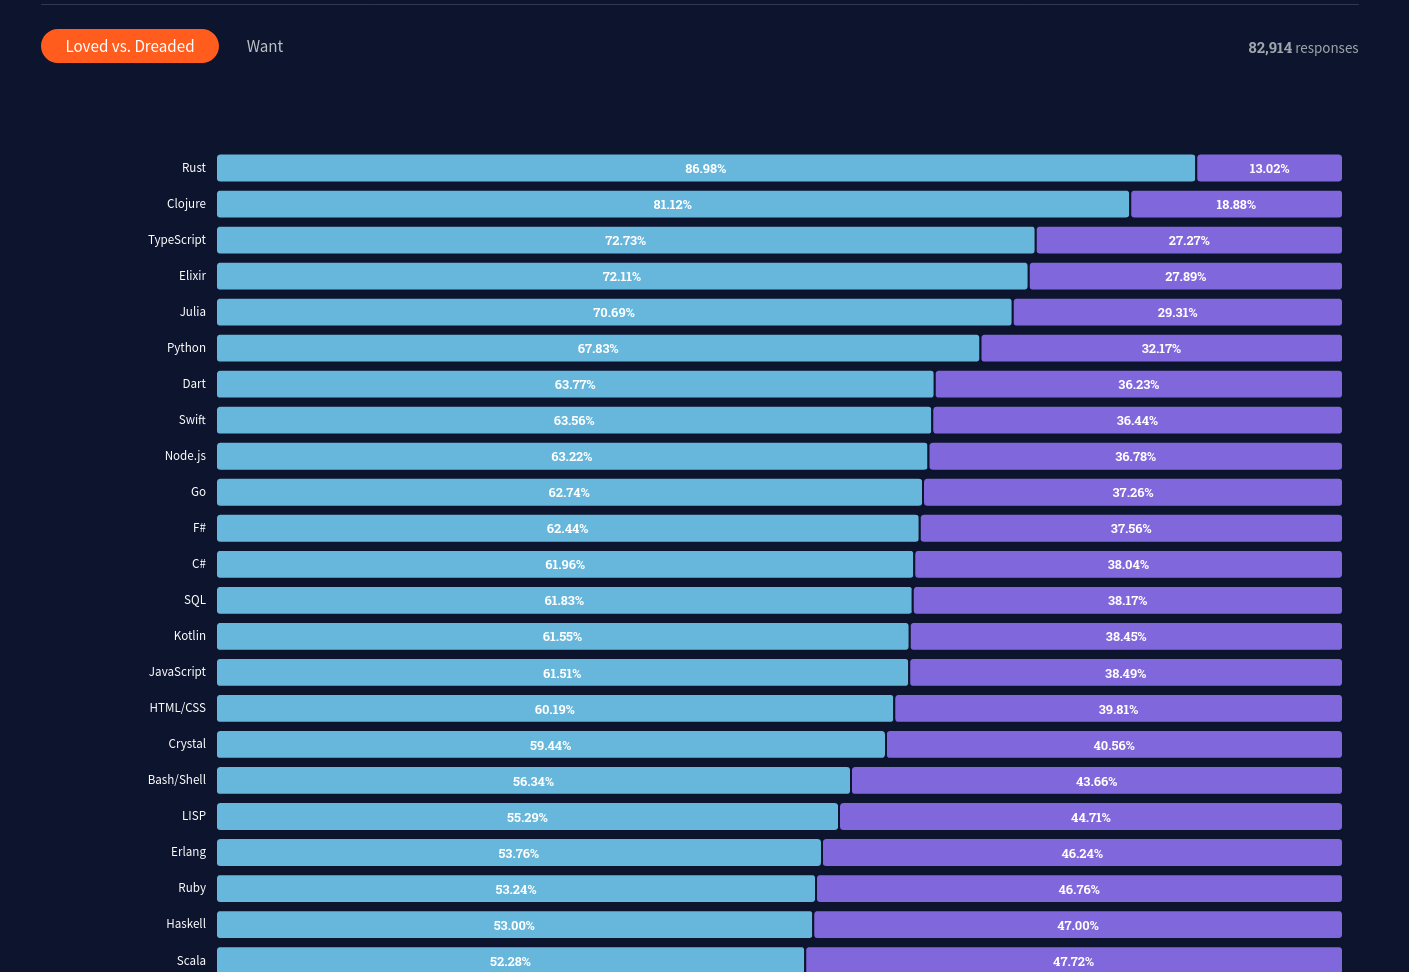 Loved vs. Dreaded Want 82,914 responses
Rust 86.98% 13.02%
Clojure 81.12% 18.88%
TypeScript 72.73% 27.27%
Elixir 72.11% 27.89%
Julia 70.69% 29.31%
Python 67.83% 32.17%
Dart 63.77% 36.23%
Swift 63.56% 36.44%
Node.js 63.22% 36.78%
Go 62.74% 37.26%
F# 62.44% 37.56%
C# 61.96% 38.04%
SQL 61.83% 38.17%
Kotlin 61.55% 38.45%
JavaScript 61.51% 38.49%
HTML/CSS 60.19% 39.81%
Crystal 59.44% 40.56%
Bash/Shell 56.34% 43.66%
LISP 55.29% 44.71%
Erlang 53.76% 46.24%
Ruby 53.24% 46.76%
Haskell 53.00% 47.00%
Scala 52.28% 47.72%